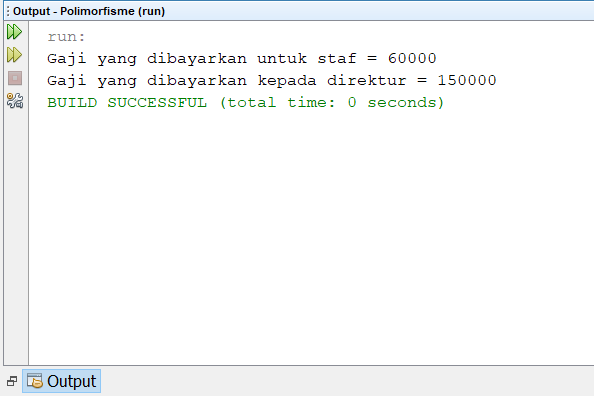 Output - Polimorfisme (run)
run:
Gaji yang dibayarkan untuk staf = 60000
Gaji yang dibayarkan kepada direktur = 150000
BUILD SUCCESSFUL (total time: 0 seconds)
Output